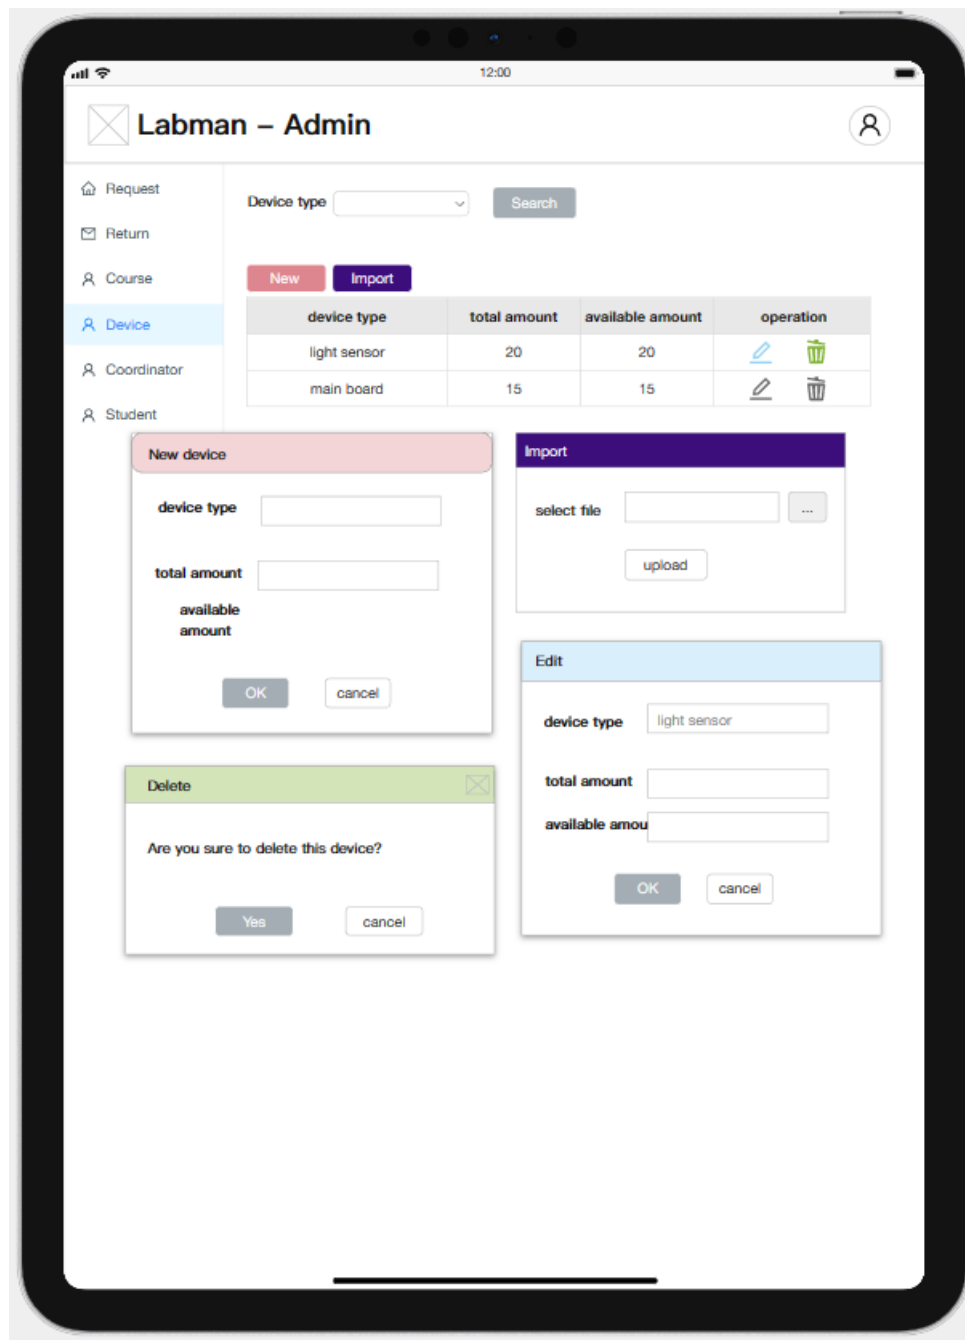 12:00
Labman – Admin
Request
Device type
Search
Return
Course
New
Import
device type total amount available amount operation
Device
light sensor 20 20
Coordinator
main board 15 15
Student
New device
device type
total amount
available
amount
OK cancel
Import
select file ...
upload
Edit
device type light sensor
total amount
available amou
OK cancel
Delete
Are you sure to delete this device?
Yes cancel